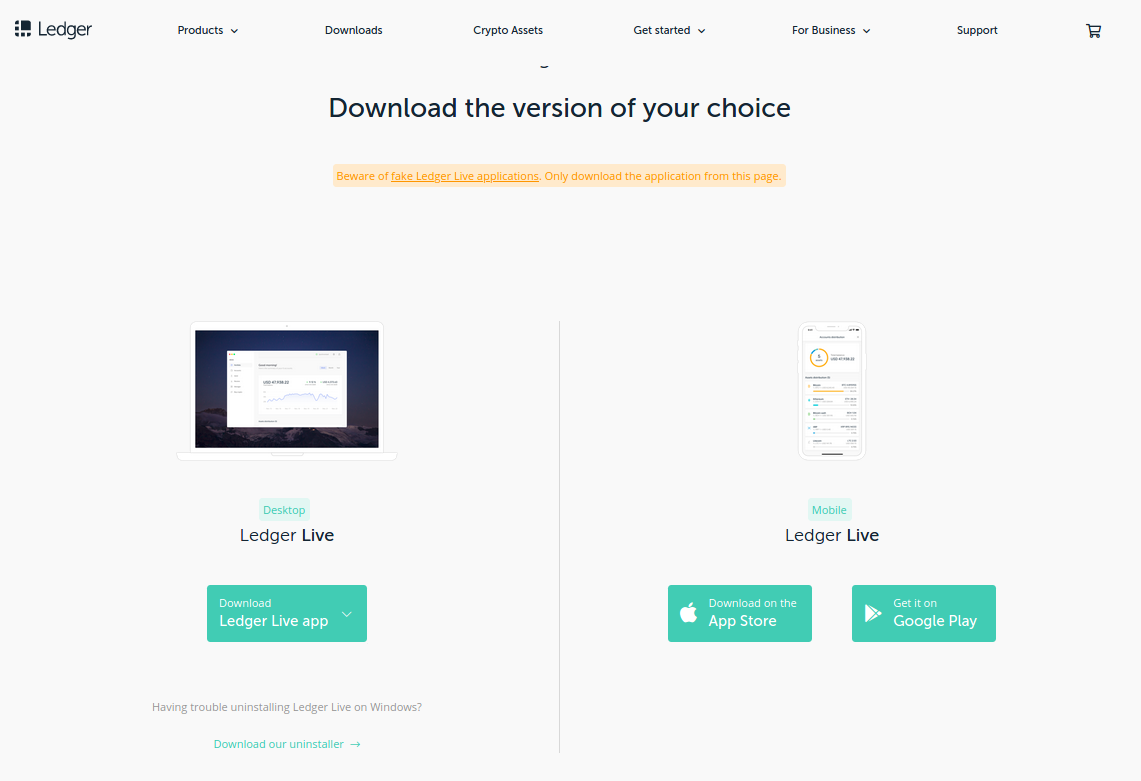 Ledger
Products
Downloads
Crypto Assets
Get started
For Business
Support
Download the version of your choice
Beware of fake Ledger Live applications. Only download the application from this page.
Desktop
Ledger Live
Download
Ledger Live app
Having trouble uninstalling Ledger Live on Windows?
Download our uninstaller →
Mobile
Ledger Live
Download on the
App Store
Get it on
Google Play